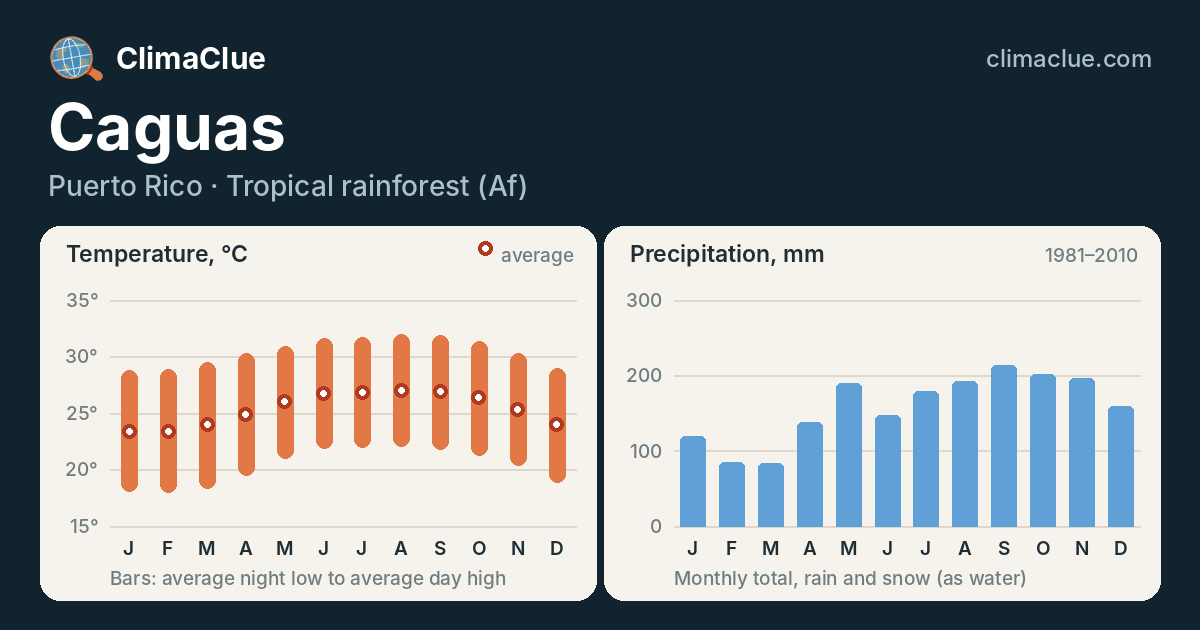 ClimaClue
climaclue.com
Caguas
Puerto Rico · Tropical rainforest (Af)
Temperature, °C
average
35°
30°
25°
20°
15°
J F M A M J J A S O N D
Bars: average night low to average day high
Precipitation, mm
1981–2010
300
200
100
0
J F M A M J J A S O N D
Monthly total, rain and snow (as water)